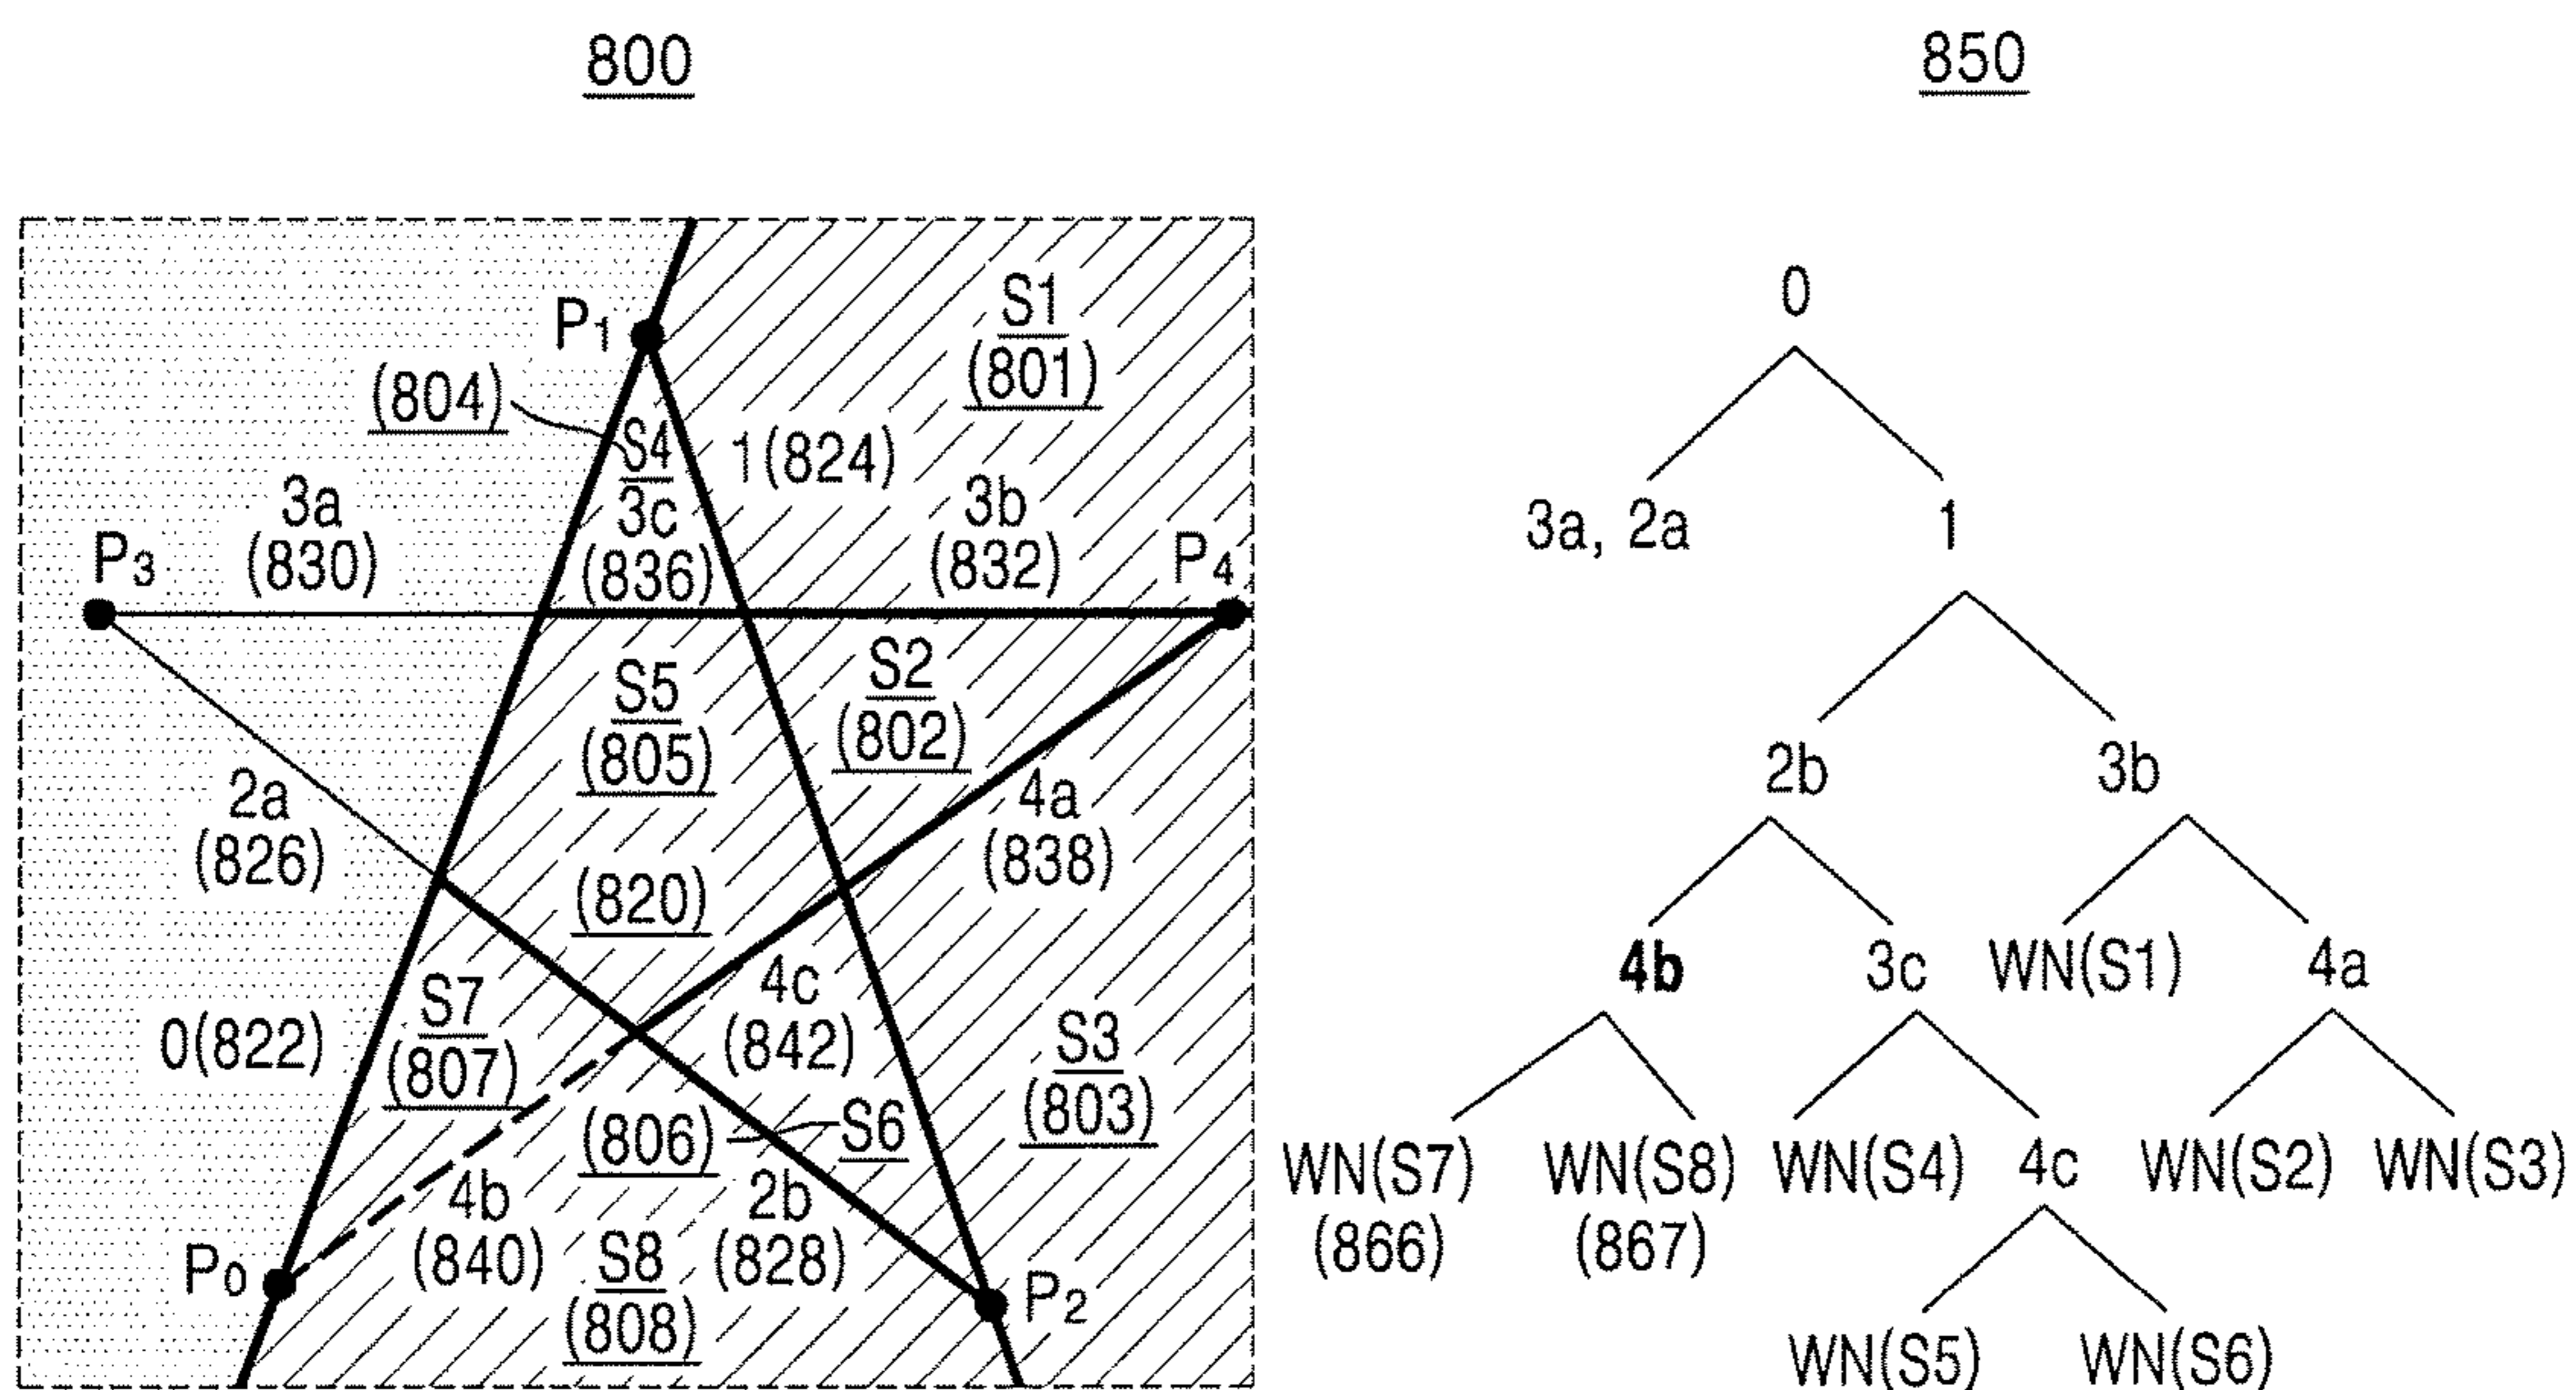 800
850
S1
(801)
P1
(804)
S4
1(824)
3a
(830)
3c
(836)
3b
(832)
P3
P4
S5
(805)
S2
(802)
2a
(826)
4a
(838)
(820)
S7
(807)
0(822)
4c
(842)
S3
(803)
(806)
S6
4b
(840)
2b
(828)
P0
S8
(808)
P2
0
3a, 2a
1
2b
3b
4b
3c
WN(S1)
4a
WN(S7)
(866)
WN(S8)
(867)
WN(S4)
4c
WN(S2)
WN(S3)
WN(S5)
WN(S6)